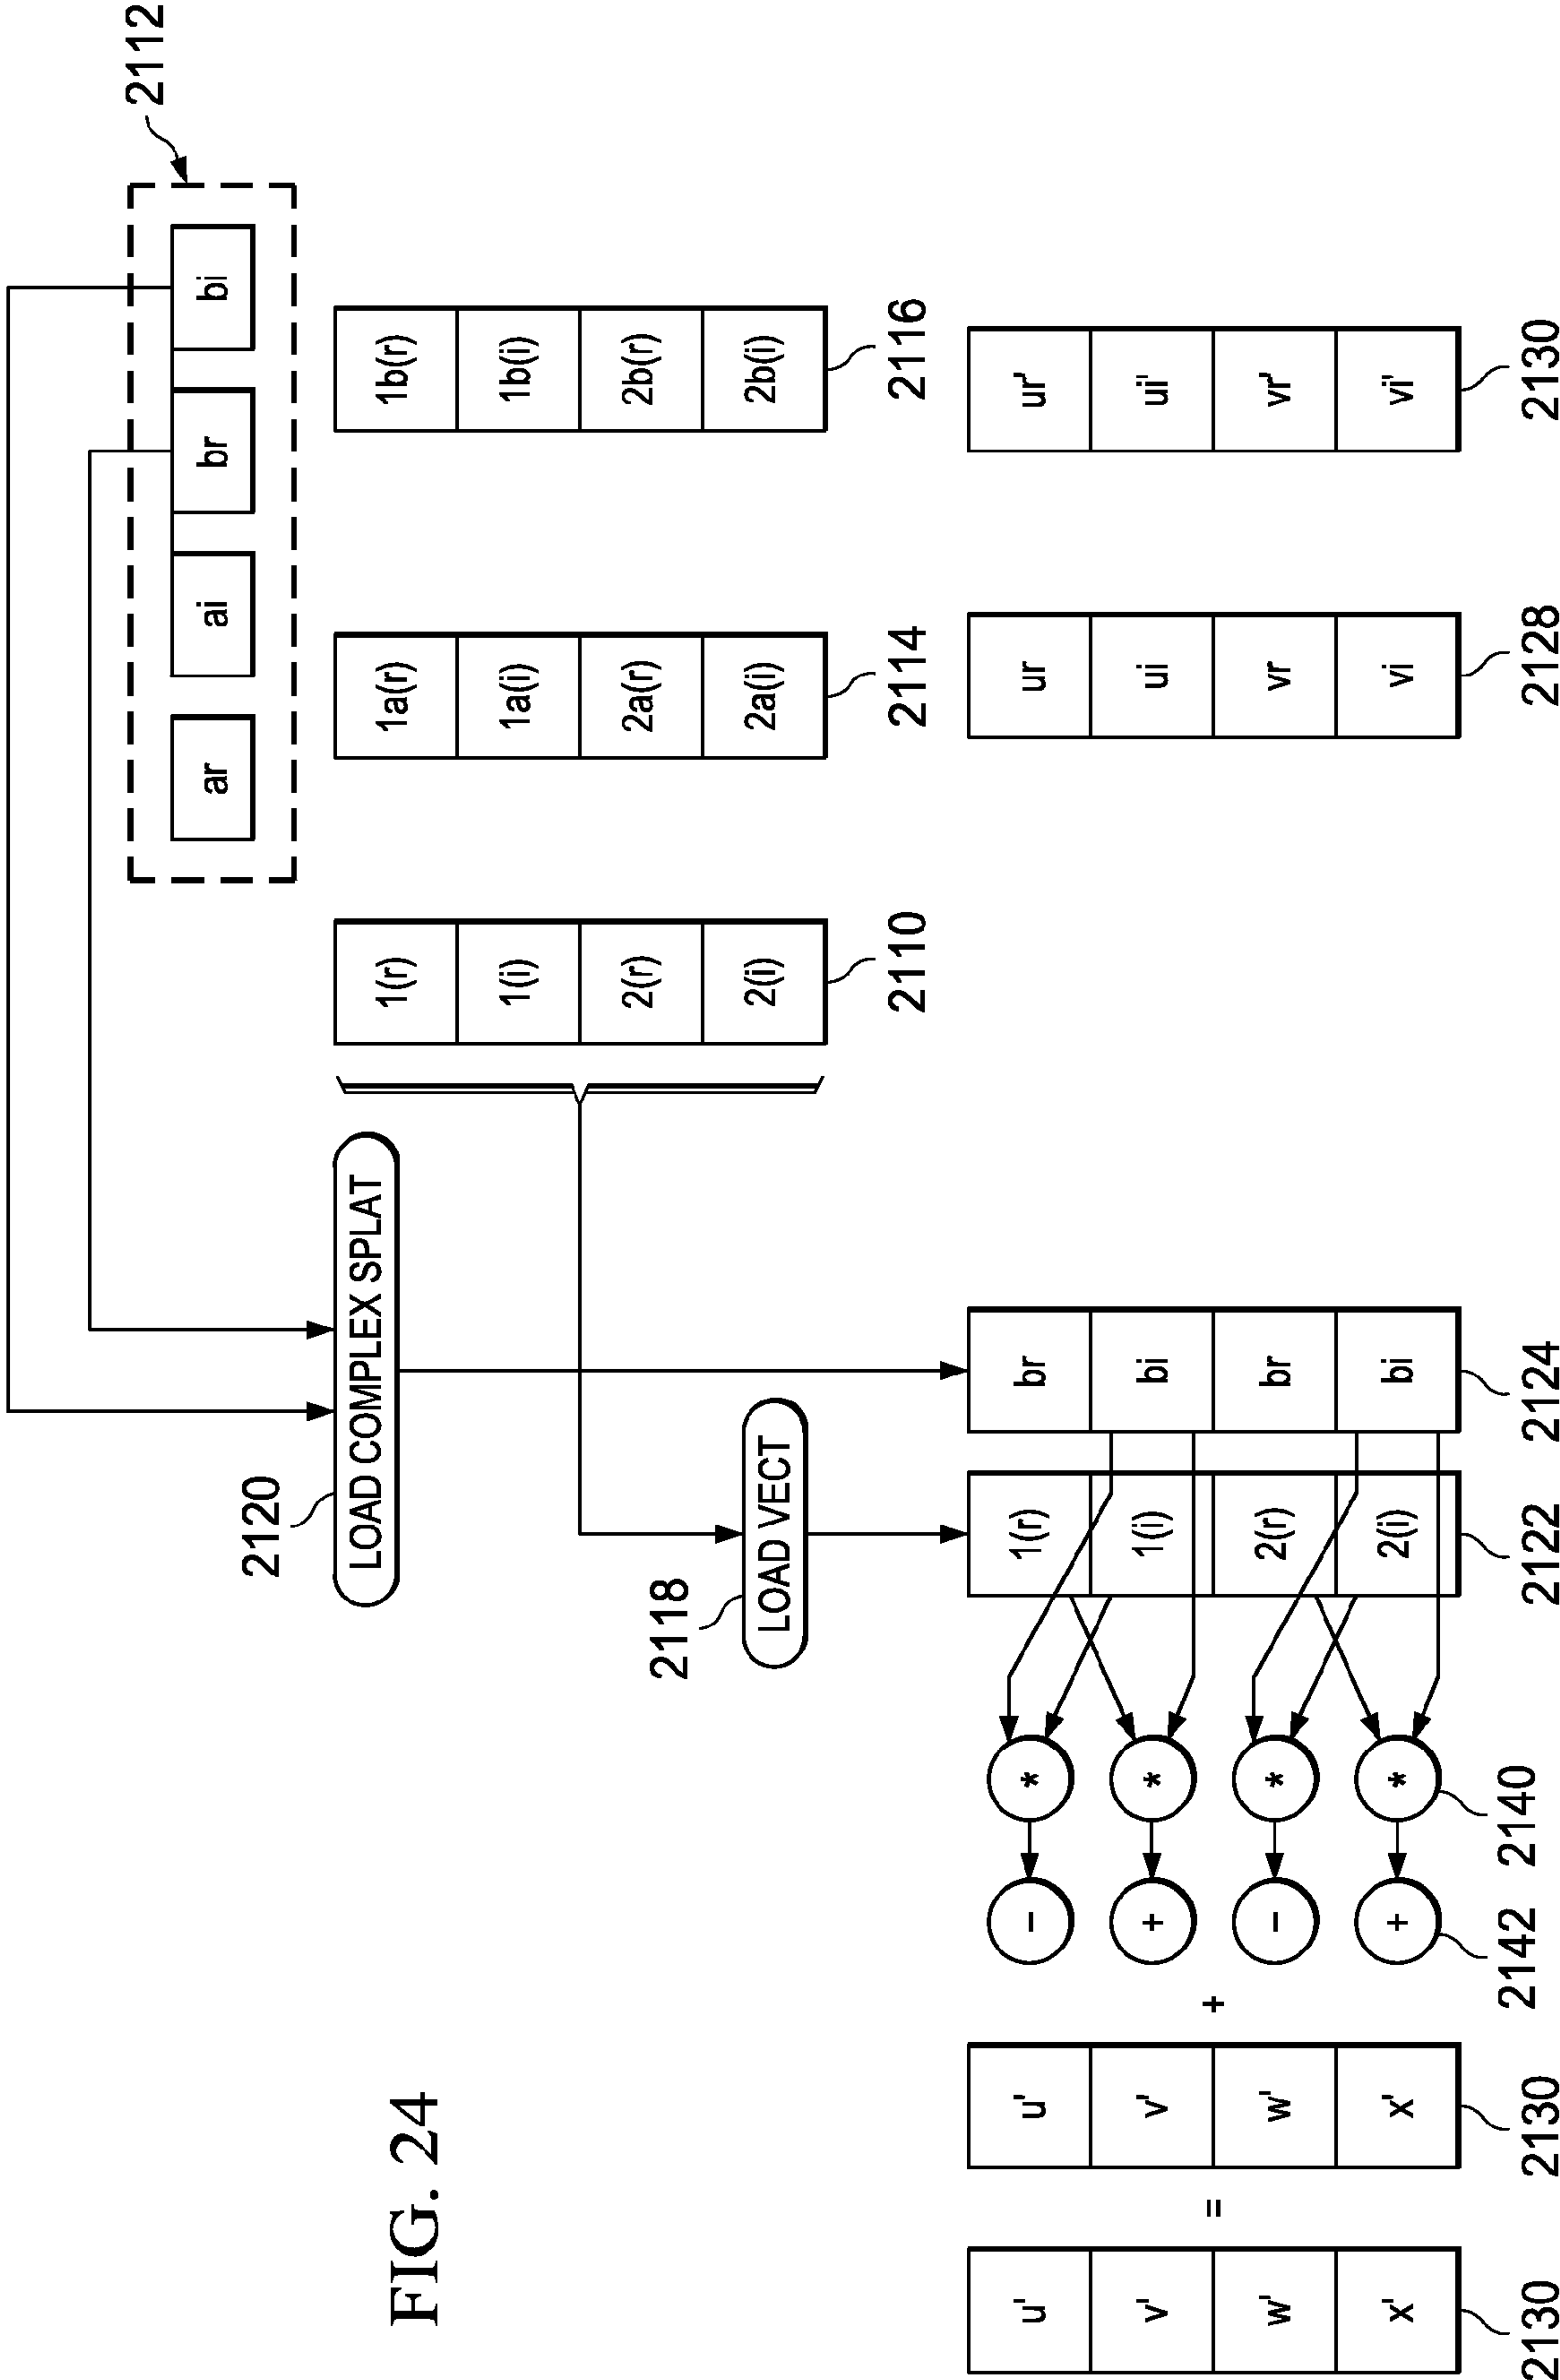 FIG. 24
2112
ar ai br bi
2120
LOAD COMPLEX SPLAT
1(r)
1(i)
2(r)
2(i)
2110
1a(r)
1a(i)
2a(r)
2a(i)
2114
1b(r)
1b(i)
2b(r)
2b(i)
2116
2118
LOAD VECT
u'
v'
w'
x'
2130
=
u'
v'
w'
x'
2130
+
-
+
-
+
2142
*
*
*
*
2140
1(r)
1(i)
2(r)
2(i)
2122
br
bi
br
bi
2124
ur
ui
vr
vi
2128
ur'
ui'
vr'
vi'
2130